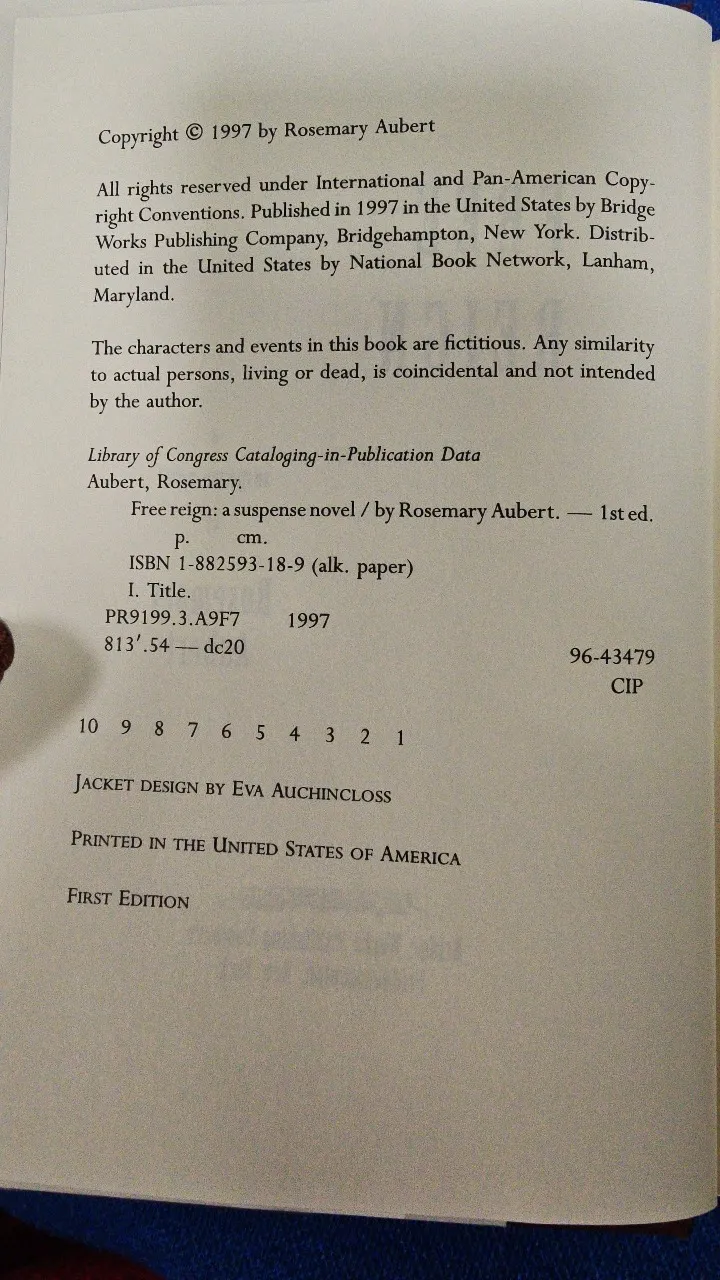 Copyright © 1997 by Rosemary Aubert
All rights reserved under International and Pan-American Copy-
right Conventions. Published in 1997 in the United States by Bridge
Works Publishing Company, Bridgehampton, New York. Distrib-
uted in the United States by National Book Network, Lanham,
Maryland.
The characters and events in this book are fictitious. Any similarity
to actual persons, living or dead, is coincidental and not intended
by the author.
Library of Congress Cataloging-in-Publication Data
Aubert, Rosemary.
Free reign: a suspense novel / by Rosemary Aubert. — 1st ed.
p. cm.
ISBN 1-882593-18-9 (alk. paper)
I. Title.
PR9199.3.A9F7 1997
813′.54 — dc20
96-43479
CIP
10 9 8 7 6 5 4 3 2 1
JACKET DESIGN BY EVA AUCHINCLOSS
PRINTED IN THE UNITED STATES OF AMERICA
FIRST EDITION